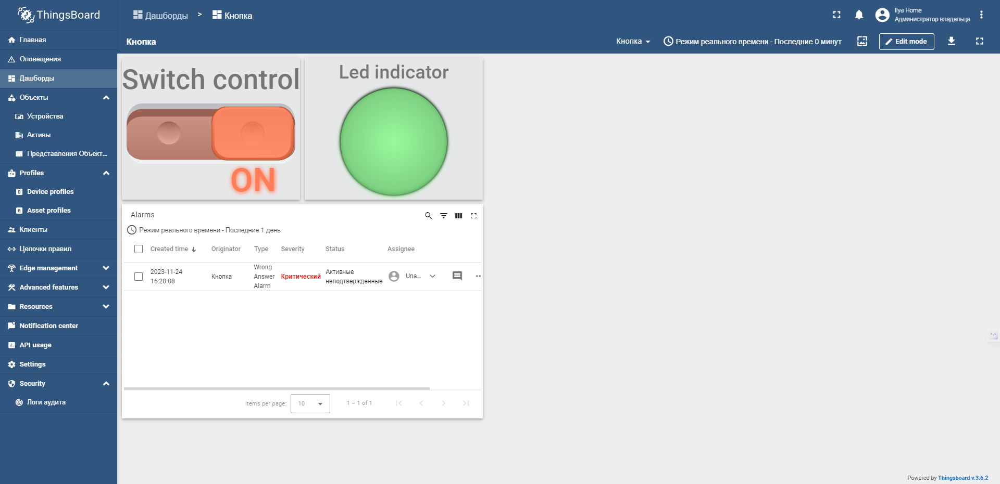 ThingsBoard
Дашборды > Кнопка
Ilya Home
Администратор владельца
Кнопка
Кнопка
Режим реального времени - Последние 0 минут
Edit mode
Главная
Оповещения
Дашборды
Объекты
Устройства
Активы
Представления Объект...
Profiles
Device profiles
Asset profiles
Клиенты
Цепочки правил
Edge management
Advanced features
Resources
Notification center
API usage
Settings
Security
Логи аудита
Switch control
ON
Led indicator
Alarms
Режим реального времени - Последние 1 день
Created time Originator Type Severity Status Assignee
2023-11-24
16:20:08
Кнопка
Wrong
Answer
Alarm
Критический
Активные
неподтвержденные
Una...
Items per page: 10 1 – 1 of 1
Powered by Thingsboard v.3.6.2